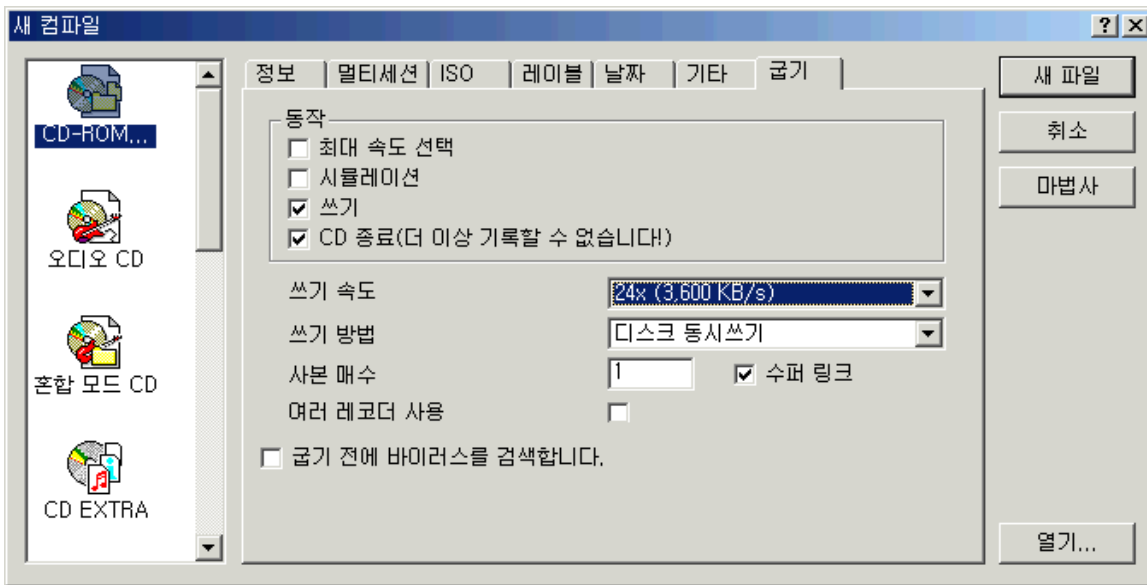 새 컴파일
CD-ROM...
오디오 CD
혼합 모드 CD
CD EXTRA
정보 멀티세션 ISO 레이블 날짜 기타 굽기
동작
최대 속도 선택
시뮬레이션
쓰기
CD 종료(더 이상 기록할 수 없습니다!)
쓰기 속도 24x (3,600 KB/s)
쓰기 방법 디스크 동시쓰기
사본 매수 1 수퍼 링크
여러 레코더 사용
굽기 전에 바이러스를 검색합니다.
새 파일
취소
마법사
열기...